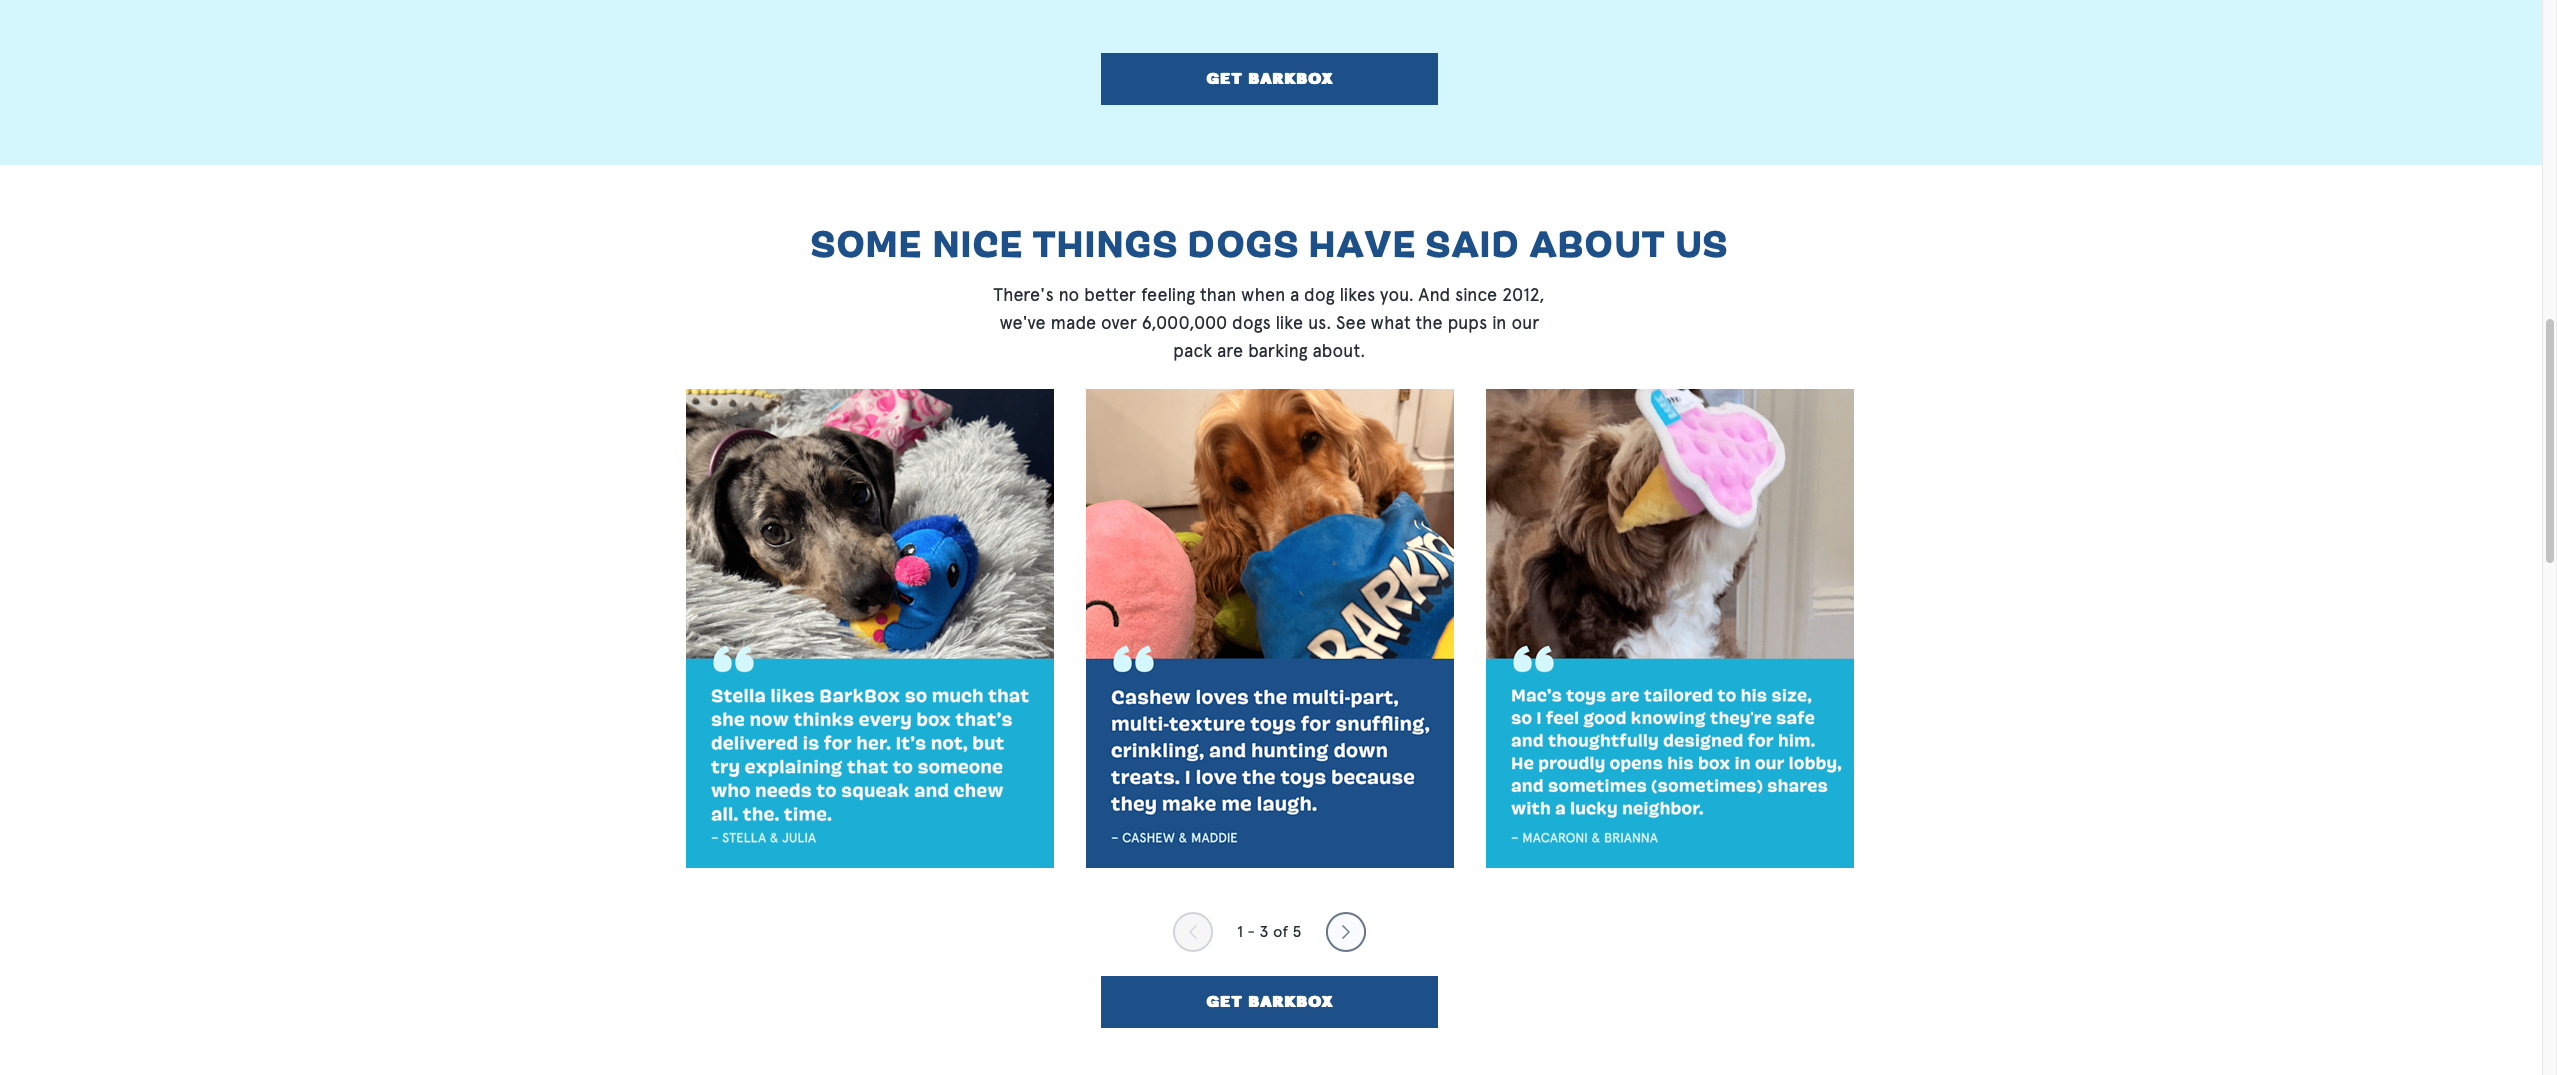 GET BARKBOX
SOME NICE THINGS DOGS HAVE SAID ABOUT US
There's no better feeling than when a dog likes you. And since 2012,
we've made over 6,000,000 dogs like us. See what the pups in our
pack are barking about.
BARKN
“
Stella likes BarkBox so much that
she now thinks every box that’s
delivered is for her. It’s not, but
try explaining that to someone
who needs to squeak and chew
all. the. time.
– STELLA & JULIA
“
Cashew loves the multi-part,
multi-texture toys for snuffling,
crinkling, and hunting down
treats. I love the toys because
they make me laugh.
– CASHEW & MADDIE
“
Mac’s toys are tailored to his size,
so I feel good knowing they're safe
and thoughtfully designed for him.
He proudly opens his box in our lobby,
and sometimes (sometimes) shares
with a lucky neighbor.
– MACARONI & BRIANNA
1 - 3 of 5
GET BARKBOX